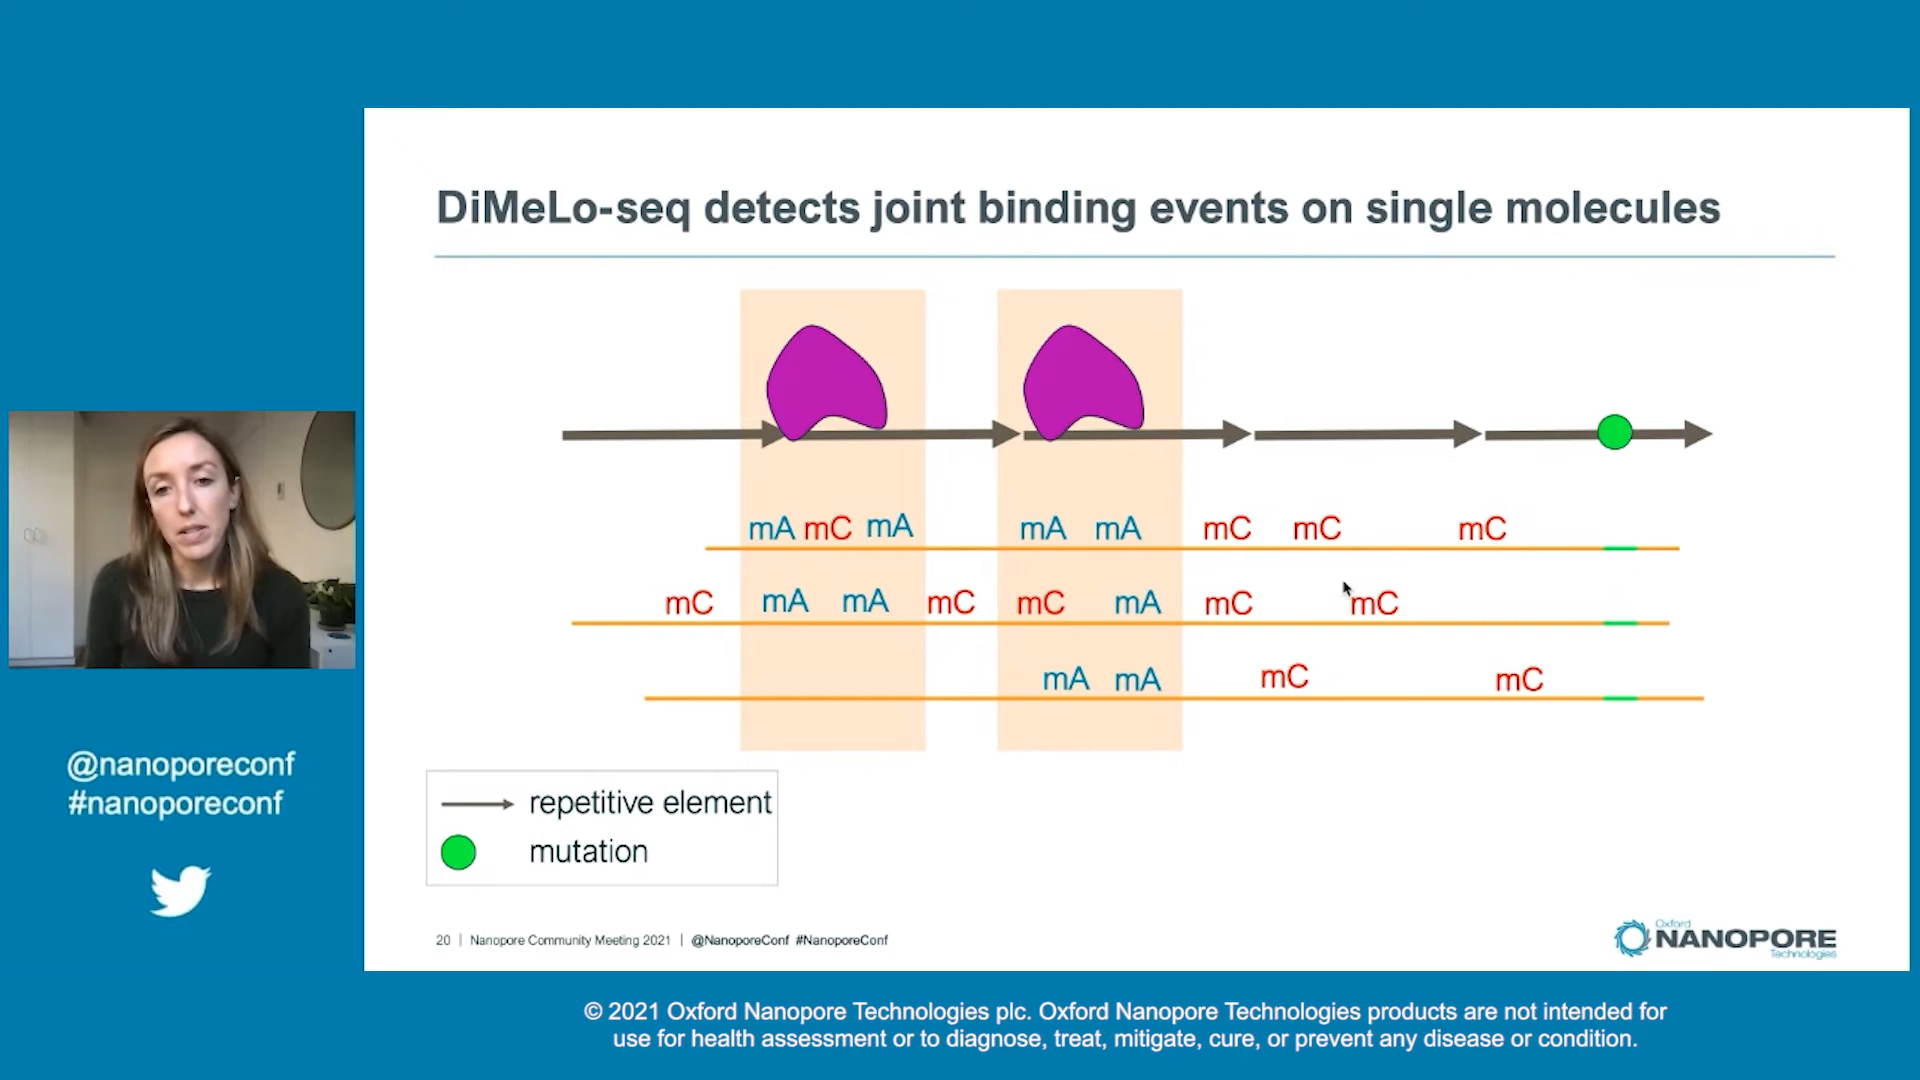 DiMeLo-seq detects joint binding events on single molecules
mA mC mA mA mA mC mC mC
mC mA mA mC mC mA mC mC
mA mA mC mC
@nanoporeconf
#nanoporeconf
repetitive element
mutation
20 | Nanopore Community Meeting 2021 | @NanoporeConf #NanoporeConf
Oxford
NANOPORE
Technologies
© 2021 Oxford Nanopore Technologies plc. Oxford Nanopore Technologies products are not intended for
use for health assessment or to diagnose, treat, mitigate, cure, or prevent any disease or condition.